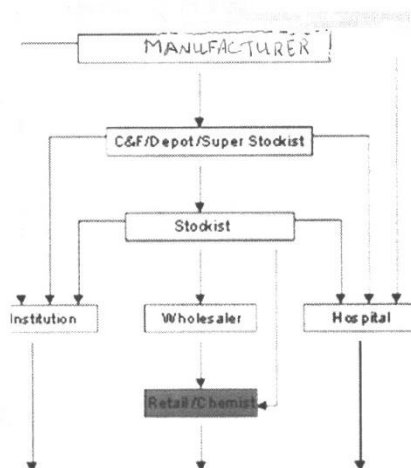 MANUFACTURER
C&F/Depot/Super Stockist
Stockist
Institution
Wholesaler
Hospital
Retail/Chemist